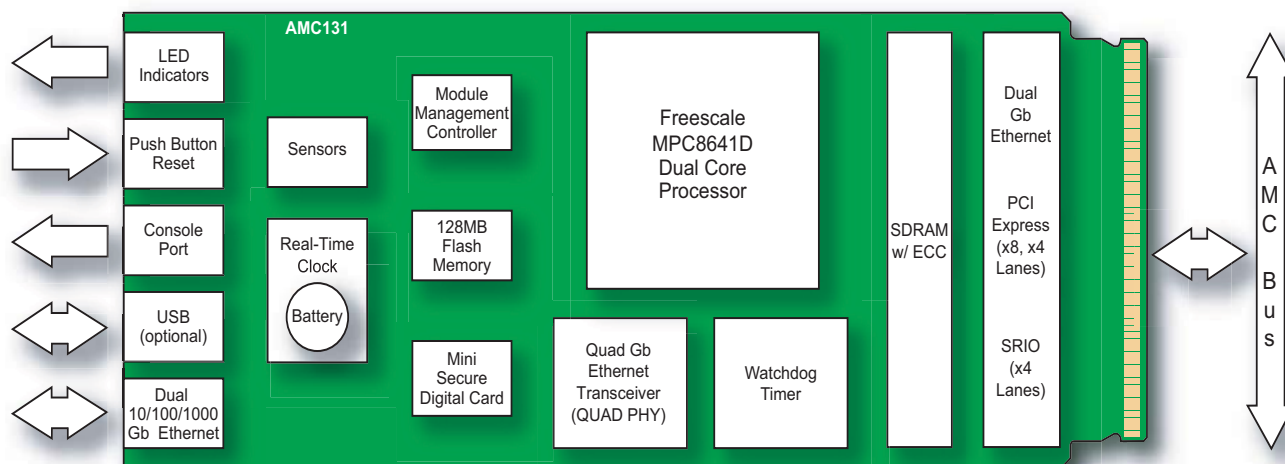 AMC131
LED
Indicators
Push Button
Reset
Console
Port
USB
(optional)
Dual
10/100/1000
Gb Ethernet
Sensors
Real-Time
Clock
Battery
Module
Management
Controller
128MB
Flash
Memory
Mini
Secure
Digital Card
Freescale
MPC8641D
Dual Core
Processor
Quad Gb
Ethernet
Transceiver
(QUAD PHY)
Watchdog
Timer
SDRAM
w/ ECC
Dual
Gb
Ethernet
PCI
Express
(x8, x4
Lanes)
SRIO
(x4
Lanes)
AMC Bus